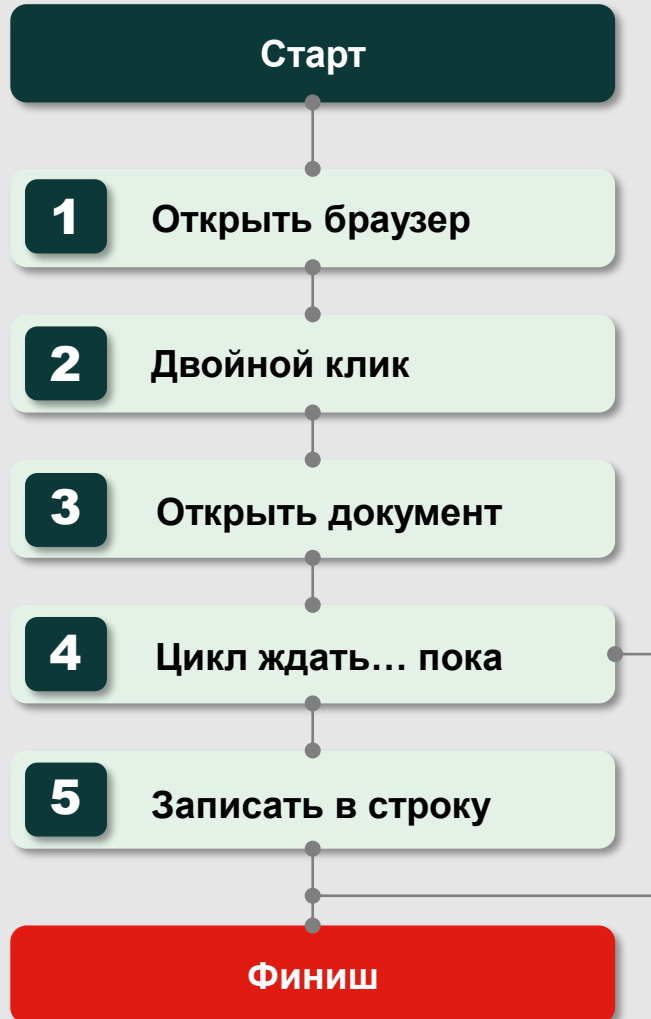 Старт
1 Открыть браузер
2 Двойной клик
3 Открыть документ
4 Цикл ждать… пока
5 Записать в строку
Финиш